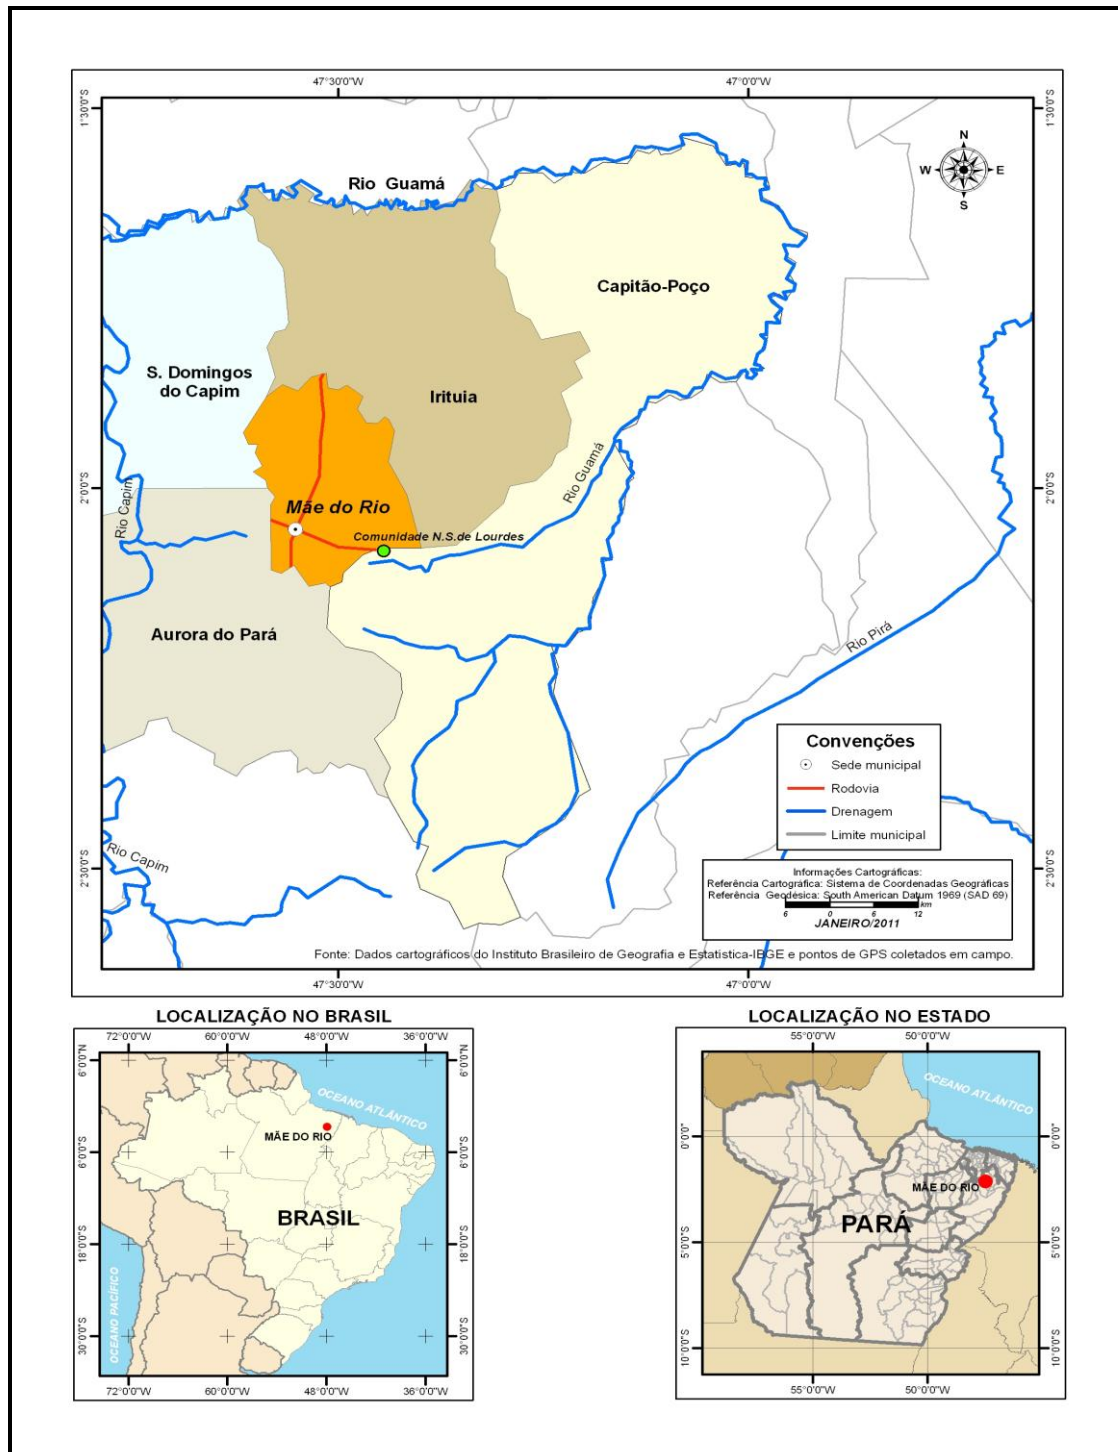 47°30'0"W
47°0'0"W
1°30'0"S
1°30'0"S
N
W
E
S
Rio Guamá
Capitão-Poço
S. Domingos
do Capim
Irituia
Rio Guamá
2°0'0"S
2°0'0"S
Rio Capim
Mãe do Rio
Comunidade N.S.de Lourdes
Aurora do Pará
Rio Pirá
Convenções
Sede municipal
Rodovia
Drenagem
Limite municipal
Rio Capim
2°30'0"S
2°30'0"S
Informações Cartográficas:
Referência Cartográfica: Sistema de Coordenadas Geográficas
Referência Geodésica: South American Datum 1969 (SAD 69)
6 0 6 12 km
JANEIRO/2011
Fonte: Dados cartográficos do Instituto Brasileiro de Geografia e Estatística-IBGE e pontos de GPS coletados em campo.
47°30'0"W
47°0'0"W
LOCALIZAÇÃO NO BRASIL
72°0'0"W 60°0'0"W 48°0'0"W 36°0'0"W
6°0'0"N
6°0'0"N
OCEANO ATLÂNTICO
MÃE DO RIO
6°0'0"S
6°0'0"S
BRASIL
18°0'0"S
18°0'0"S
OCEANO PACÍFICO
30°0'0"S
30°0'0"S
72°0'0"W 60°0'0"W 48°0'0"W 36°0'0"W
LOCALIZAÇÃO NO ESTADO
55°0'0"W 50°0'0"W
OCEANO ATLÂNTICO
0°0'0"
0°0'0"
MÃE DO RIO
PARÁ
5°0'0"S
5°0'0"S
10°0'0"S
10°0'0"S
55°0'0"W 50°0'0"W